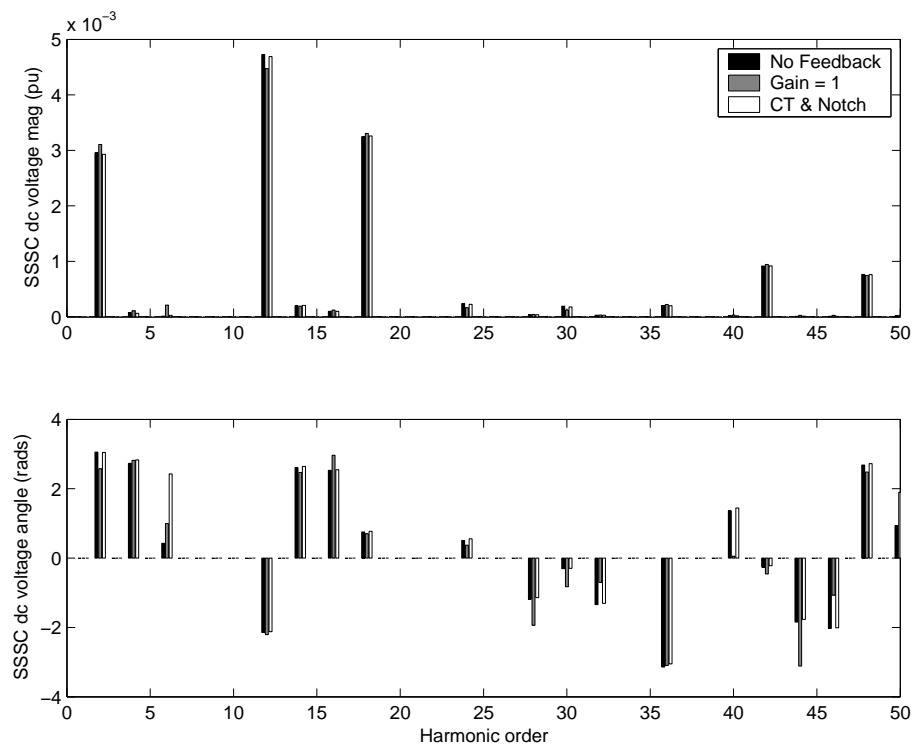 x 10−3
5
4
3
2
1
0
SSSC dc voltage mag (pu)
No Feedback
Gain = 1
CT & Notch
0 5 10 15 20 25 30 35 40 45 50
4
2
0
−2
−4
SSSC dc voltage angle (rads)
0 5 10 15 20 25 30 35 40 45 50
Harmonic order